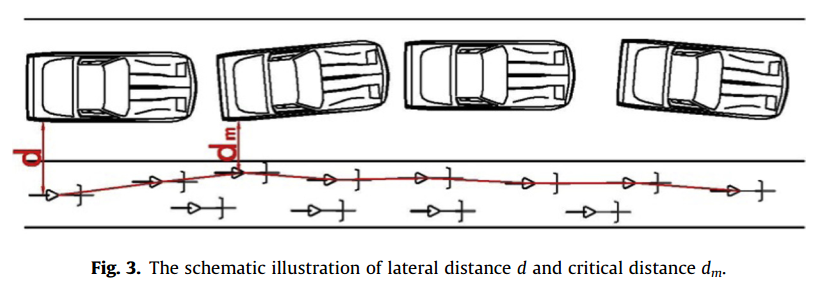 d
dm
Fig. 3. The schematic illustration of lateral distance d and critical distance dm.